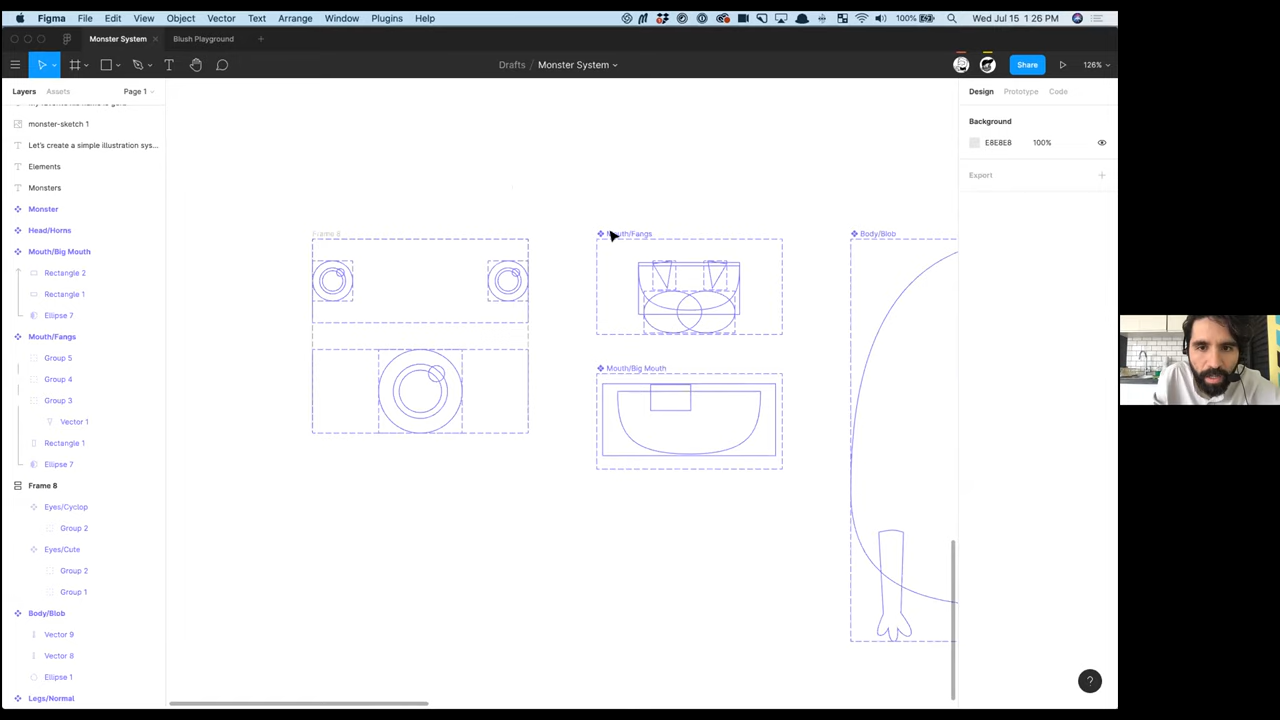 Figma File Edit View Object Vector Text Arrange Window Plugins Help 100% Wed Jul 15 1:26 PM
Monster System Blush Playground
Drafts / Monster System Share 126%
Layers Assets Page 1 Design Prototype Code
Background
monster-sketch 1
E8E8E8 100%
Let's create a simple illustration sys...
Elements
Export
Monsters
Monster
Head/Horns
Mouth/Big Mouth
Rectangle 2
Rectangle 1
Ellipse 7
Mouth/Fangs
Group 5
Group 4
Group 3
Vector 1
Rectangle 1
Ellipse 7
Frame 8
Eyes/Cyclop
Group 2
Eyes/Cute
Group 2
Group 1
Body/Blob
Vector 9
Vector 8
Ellipse 1
Legs/Normal
Frame 8
Mouth/Fangs
Body/Blob
Mouth/Big Mouth
?